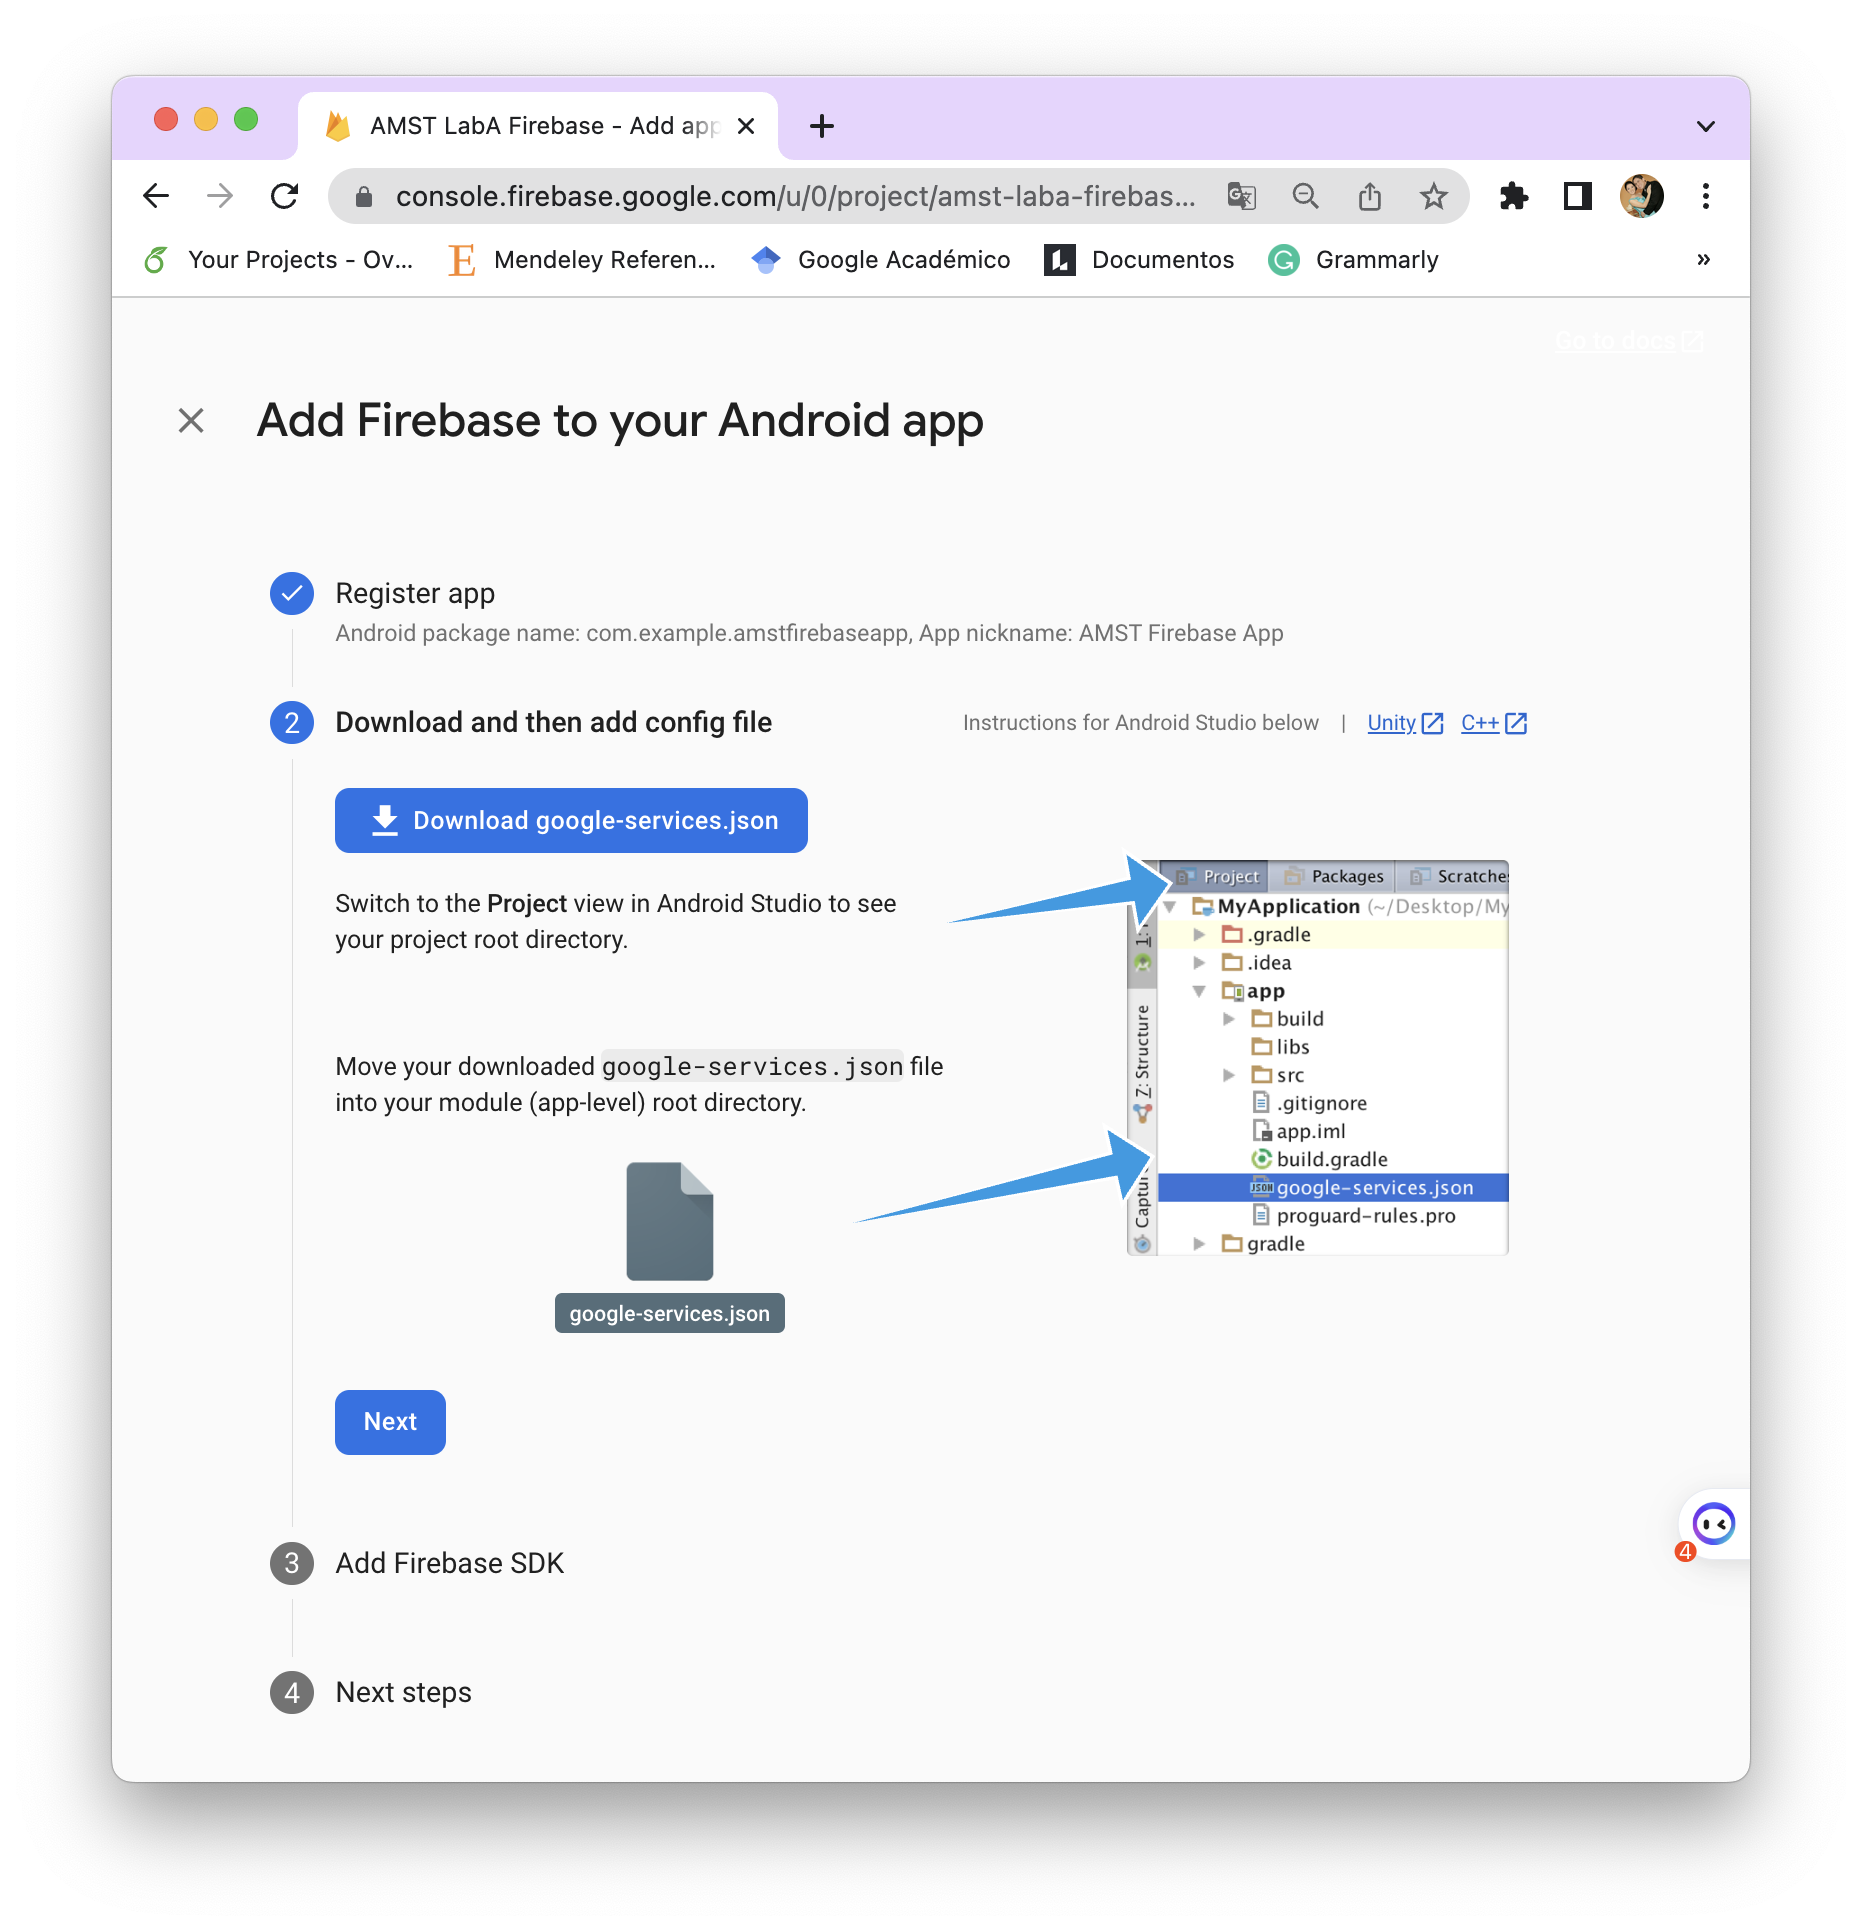 AMST LabA Firebase - Add app
console.firebase.google.com/u/0/project/amst-laba-firebas...
Your Projects - Ov... Mendeley Referen... Google Académico Documentos Grammarly »
Go to docs
Add Firebase to your Android app
Register app
Android package name: com.example.amstfirebaseapp, App nickname: AMST Firebase App
2 Download and then add config file Instructions for Android Studio below | Unity C++
Download google-services.json
Switch to the Project view in Android Studio to see
your project root directory.
Move your downloaded google-services.json file
into your module (app-level) root directory.
google-services.json
Project Packages Scratches
MyApplication (~/Desktop/My
.gradle
.idea
app
build
libs
src
.gitignore
app.iml
build.gradle
JSON google-services.json
proguard-rules.pro
gradle
1:
7: Structure
Captur
Next
4
3 Add Firebase SDK
4 Next steps